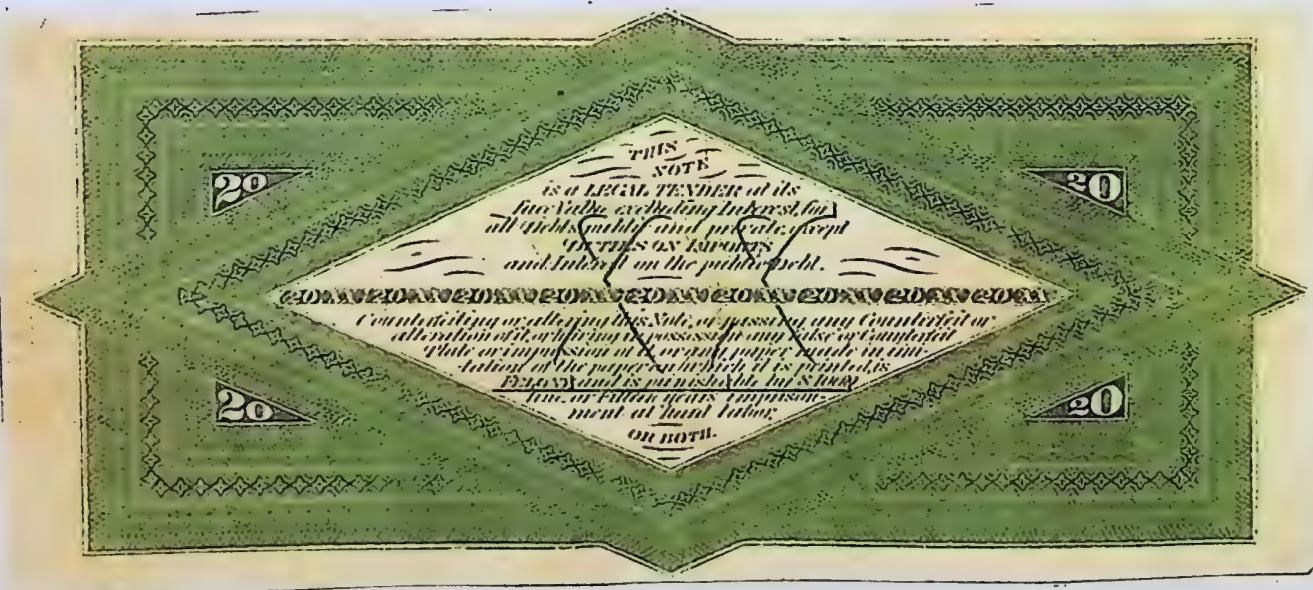 20
20
THIS
NOTE
is a LEGAL TENDER at its
face Value, excluding Interest, for
all debts public and private, except
DUTIES ON IMPORTS
and Interest on the public debt.
Counterfeiting or altering this Note, or passing any Counterfeit or
alteration of it, or having in possession any false or Counterfeit
Plate or impression of it, or any paper made in imi-
tation of the paper on which it is printed, is
FELONY, and is punishable by $
fine, or Fifteen years imprison-
ment at hard labor,
OR BOTH.
20
20